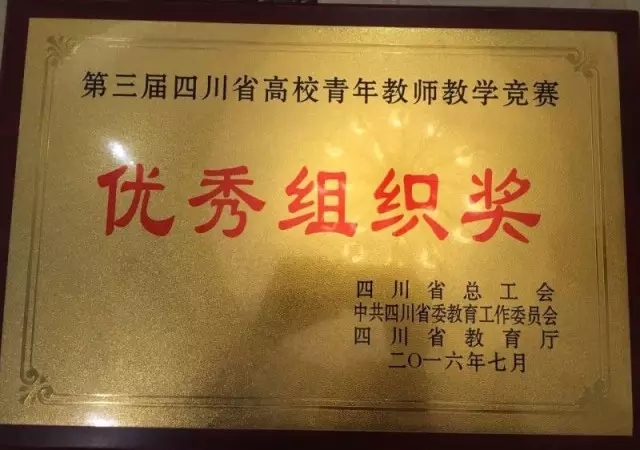 第三届四川省高校青年教师教学竞赛
优秀组织奖
四川省总工会
中共四川省委教育工作委员会
四川省教育厅
二〇一六年七月